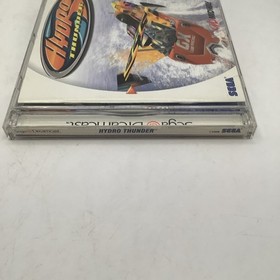 Hydro
THUNDER
SEGA
Sega Dreamcast.
HYDRO THUNDER
SEGA